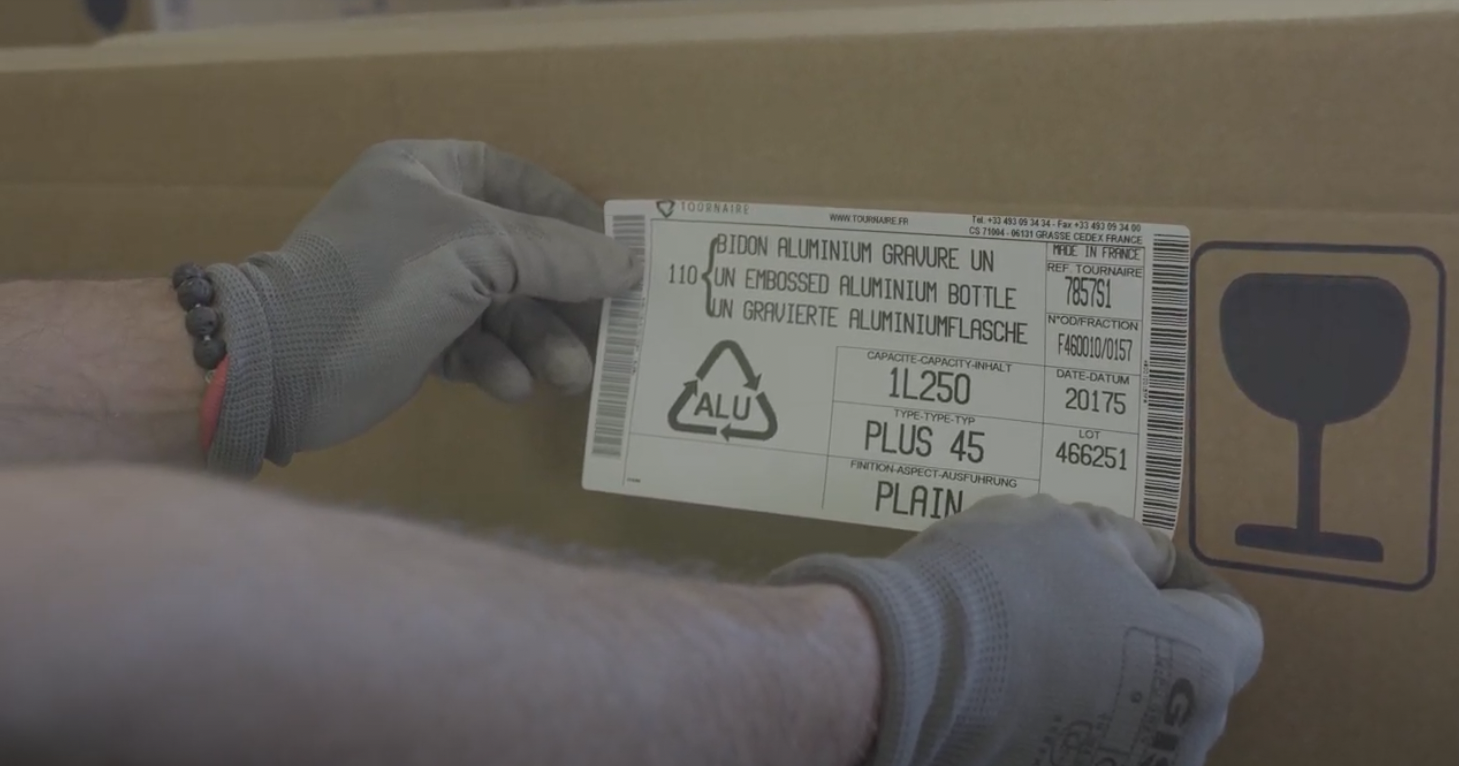 TOURNAIRE
WWW.TOURNAIRE.FR
Tel. +33 493 09 34 34 - Fax +33 493 09 34 00
CS 71004 - 06131 GRASSE CEDEX FRANCE
110
BIDON ALUMINIUM GRAVURE UN
UN EMBOSSED ALUMINIUM BOTTLE
UN GRAVIERTE ALUMINIUMFLASCHE
MADE IN FRANCE
REF. TOURNAIRE
7857S1
N°OD/FRACTION
F460010/0157
ALU
CAPACITE-CAPACITY-INHALT
1L250
DATE-DATUM
20175
TYPE-TYPE-TYP
PLUS 45
LOT
466251
FINITION-ASPECT-AUSFÜHRUNG
PLAIN